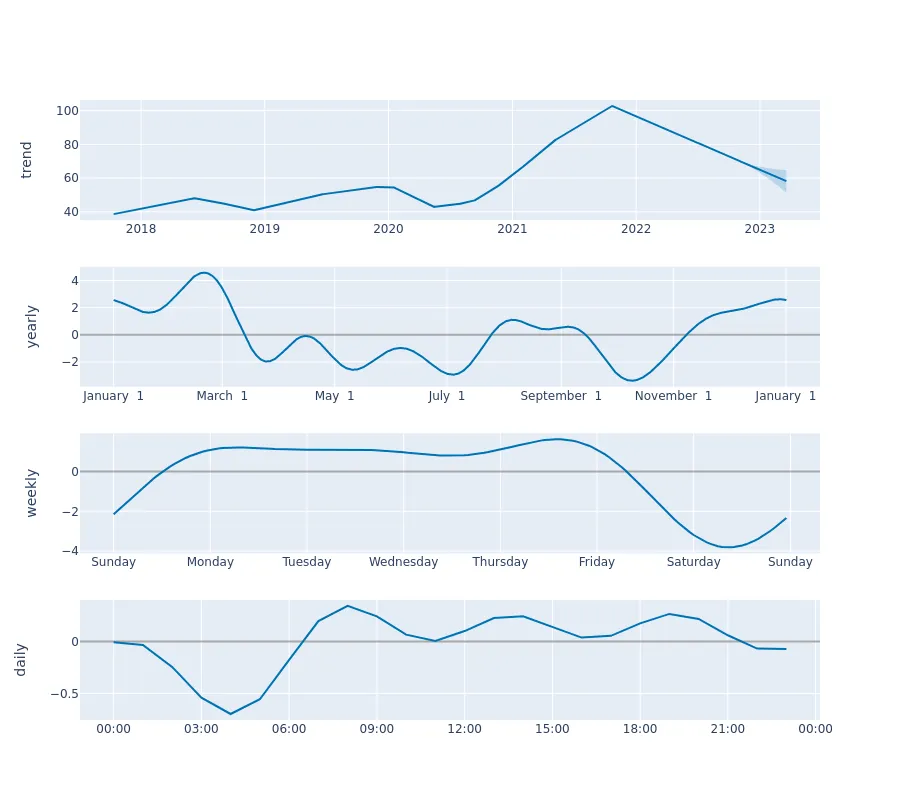 trend
100
80
60
40
2018 2019 2020 2021 2022 2023
yearly
4
2
0
−2
January 1 March 1 May 1 July 1 September 1 November 1 January 1
weekly
0
−2
−4
Sunday Monday Tuesday Wednesday Thursday Friday Saturday Sunday
daily
0
−0.5
00:00 03:00 06:00 09:00 12:00 15:00 18:00 21:00 00:00